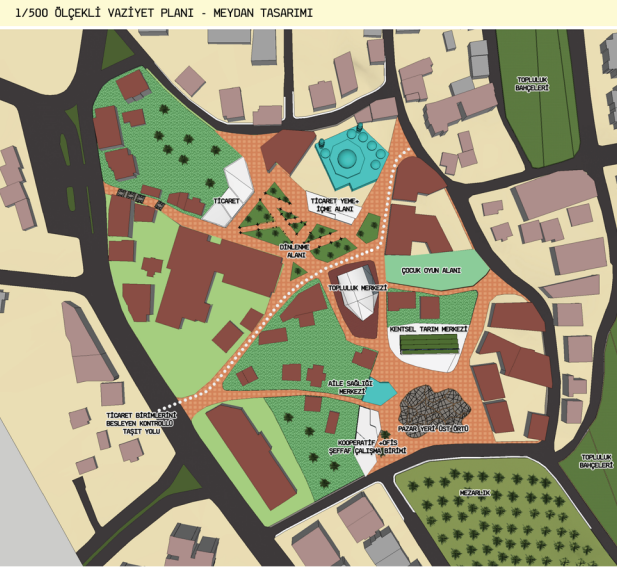 1/500 ÖLÇEKLİ VAZİYET PLANI - MEYDAN TASARIMI
TOPLULUK
BAHÇELERİ
TİCARET
TİCARET YEME+
İÇME ALANI
DİNLENME
ALANI
ÇOCUK OYUN ALANI
TOPLULUK MERKEZİ
KENTSEL TARIM MERKEZİ
AİLE SAĞLIĞI
MERKEZİ
TİCARET BİRİMLERİNİ
BESLEYEN KONTROLLÜ
TAŞIT YOLU
PAZAR YERİ ÜST ÖRTÜ
KOOPERATİF +OFİS
ŞEFFAF ÇALIŞMA BİRİMİ
TOPLULUK
BAHÇELERİ
MEZARLIK